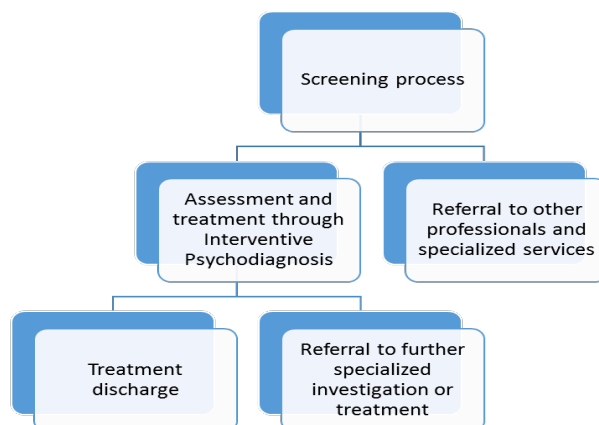 Screening process
Assessment and
treatment through
Interventive
Psychodiagnosis
Referral to other
professionals and
specialized services
Treatment
discharge
Referral to further
specialized
investigation or
treatment